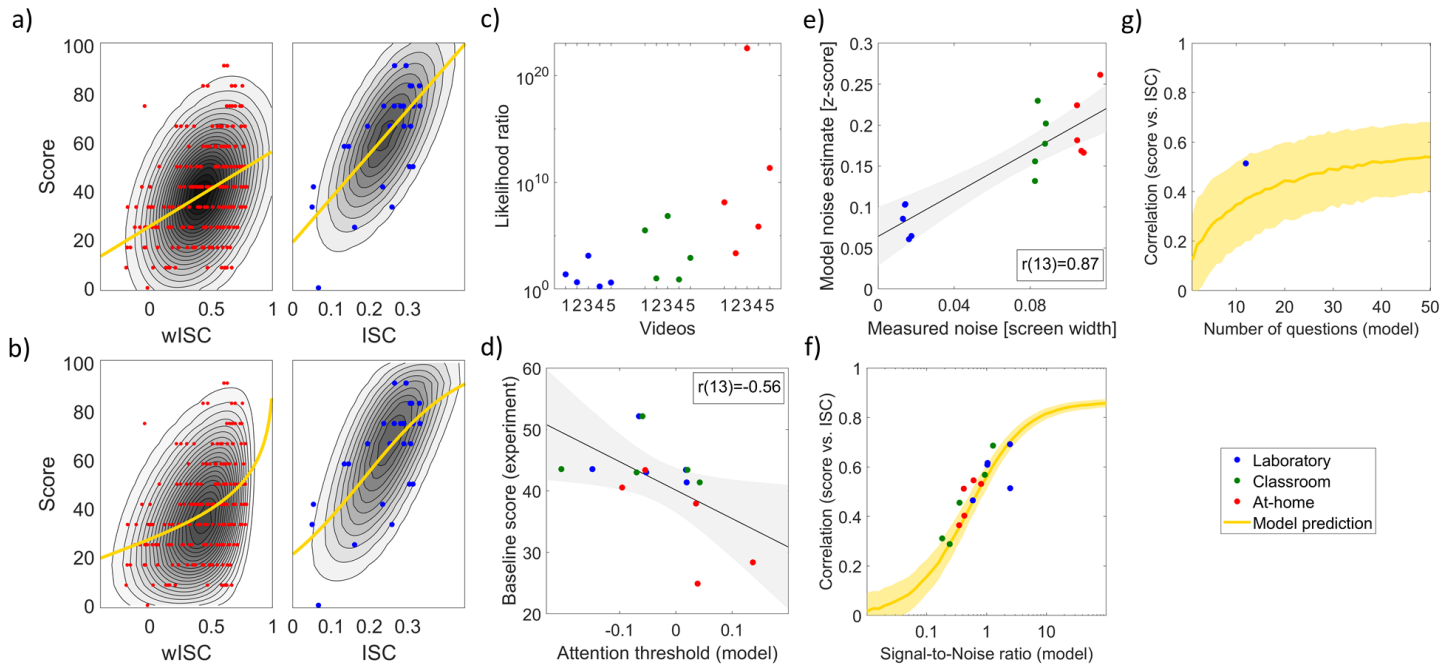 a)
100
80
60
40
20
0
Score
0
0.5
1
wISC
0
0.1
0.2
0.3
ISC
b)
100
80
60
40
20
0
Score
0
0.5
1
wISC
0
0.1
0.2
0.3
ISC
c)
10^20
10^10
10^0
Likelihood ratio
12345
12345
12345
Videos
d)
60
50
40
30
20
Baseline score (experiment)
r(13)=-0.56
-0.1
0
0.1
Attention threshold (model)
e)
0.3
0.25
0.2
0.15
0.1
0.05
0
Model noise estimate [z-score]
r(13)=0.87
0
0.04
0.08
Measured noise [screen width]
f)
1
0.8
0.6
0.4
0.2
0
Correlation (score vs. ISC)
0.1
1
10
Signal-to-Noise ratio (model)
g)
1
0.8
0.6
0.4
0.2
0
Correlation (score vs. ISC)
10
20
30
40
50
Number of questions (model)
Laboratory
Classroom
At-home
Model prediction